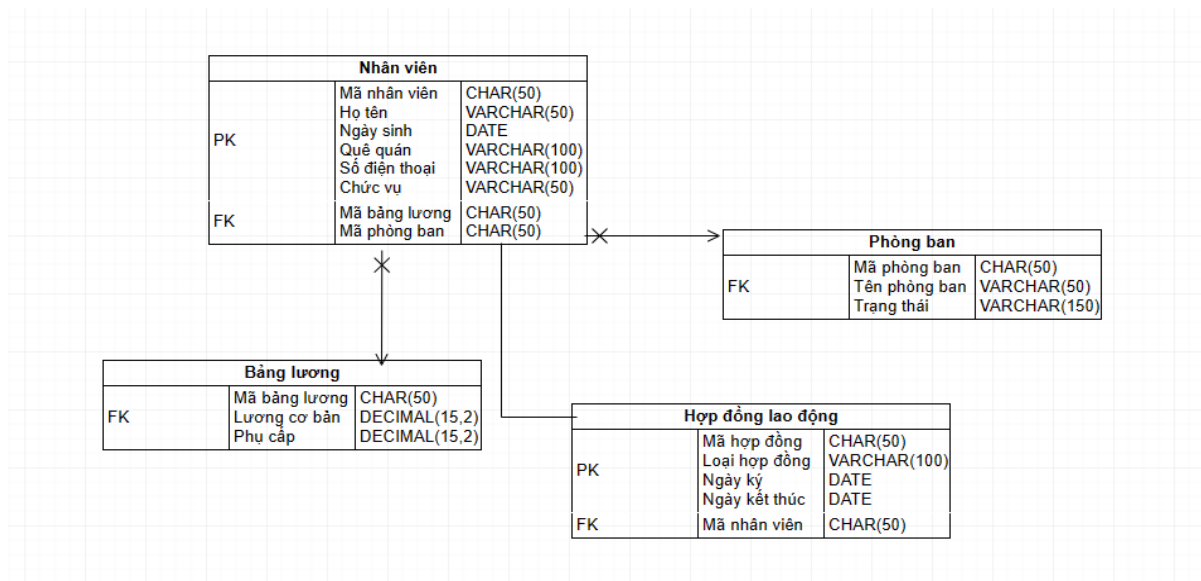 Nhân viên
PK
Mã nhân viên CHAR(50)
Họ tên VARCHAR(50)
Ngày sinh DATE
Quê quán VARCHAR(100)
Số điện thoại VARCHAR(100)
Chức vụ VARCHAR(50)
FK
Mã bảng lương CHAR(50)
Mã phòng ban CHAR(50)
Phòng ban
FK
Mã phòng ban CHAR(50)
Tên phòng ban VARCHAR(50)
Trạng thái VARCHAR(150)
Bảng lương
FK
Mã bảng lương CHAR(50)
Lương cơ bản DECIMAL(15,2)
Phụ cấp DECIMAL(15,2)
Hợp đồng lao động
PK
Mã hợp đồng CHAR(50)
Loại hợp đồng VARCHAR(100)
Ngày ký DATE
Ngày kết thúc DATE
FK
Mã nhân viên CHAR(50)